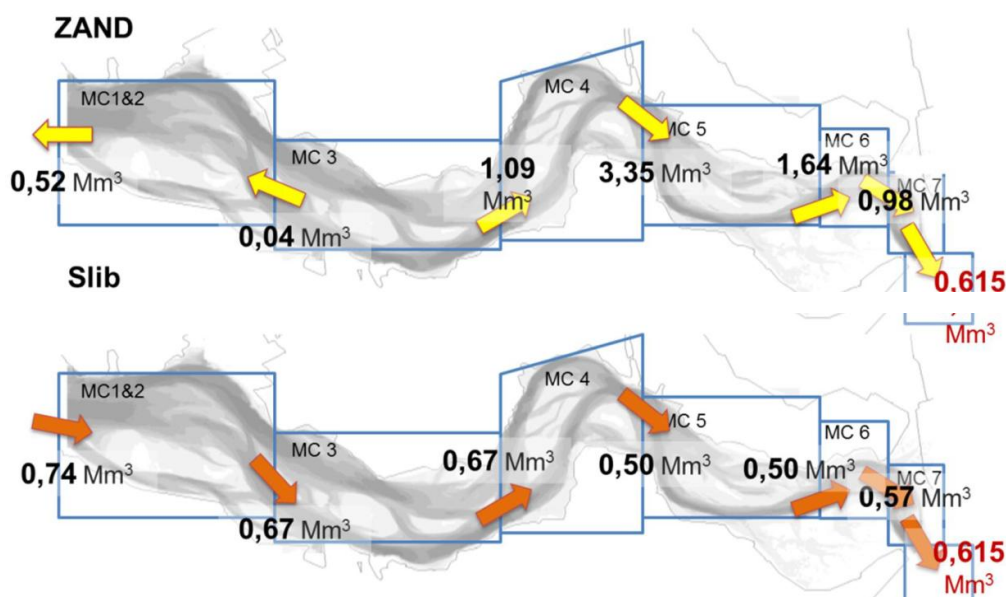 ZAND
MC1&2
MC 4
MC 5
MC 3
MC 6
1,09
Mm³
1,64 Mm³
3,35 Mm³
MC 7
0,52 Mm³
0,98 Mm³
0,04 Mm³
Slib
0,615
Mm³
MC1&2
MC 4
MC 5
MC 3
MC 6
0,74 Mm³
0,67 Mm³
0,50 Mm³
0,50 Mm³
MC 7
0,57 Mm³
0,67 Mm³
0,615
Mm³